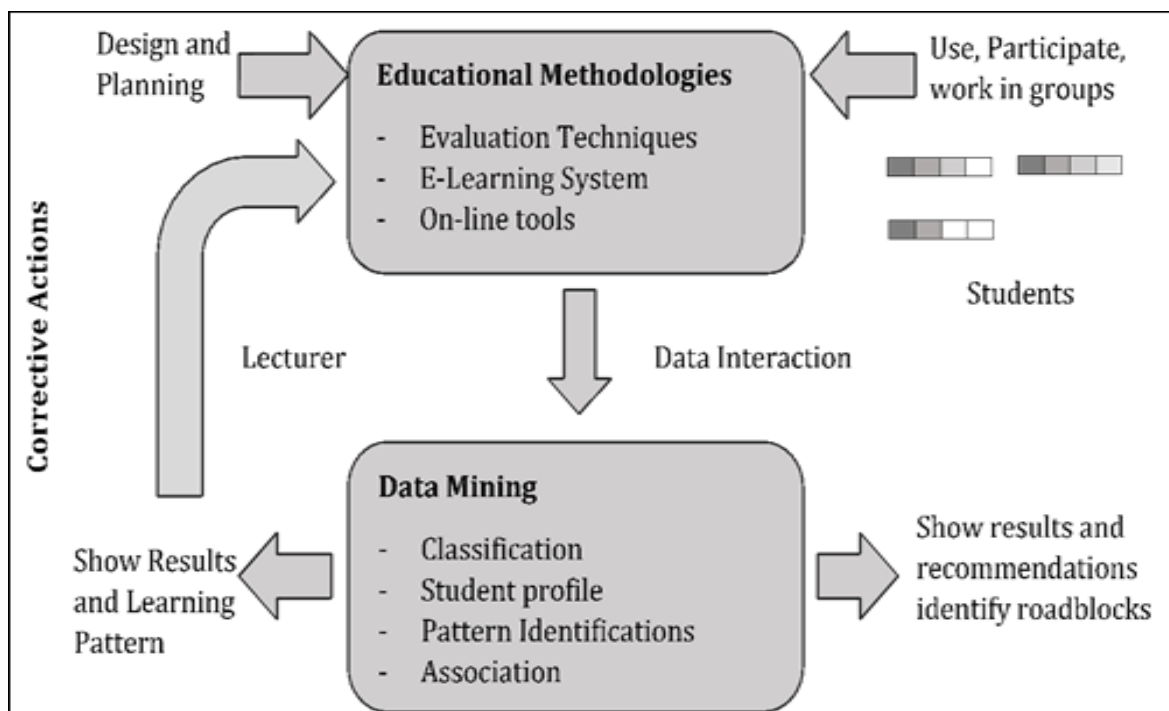 Design and
Planning
Educational Methodologies
- Evaluation Techniques
- E-Learning System
- On-line tools
Use, Participate,
work in groups
Students
Corrective Actions
Lecturer
Data Interaction
Data Mining
- Classification
- Student profile
- Pattern Identifications
- Association
Show Results
and Learning
Pattern
Show results and
recommendations
identify roadblocks